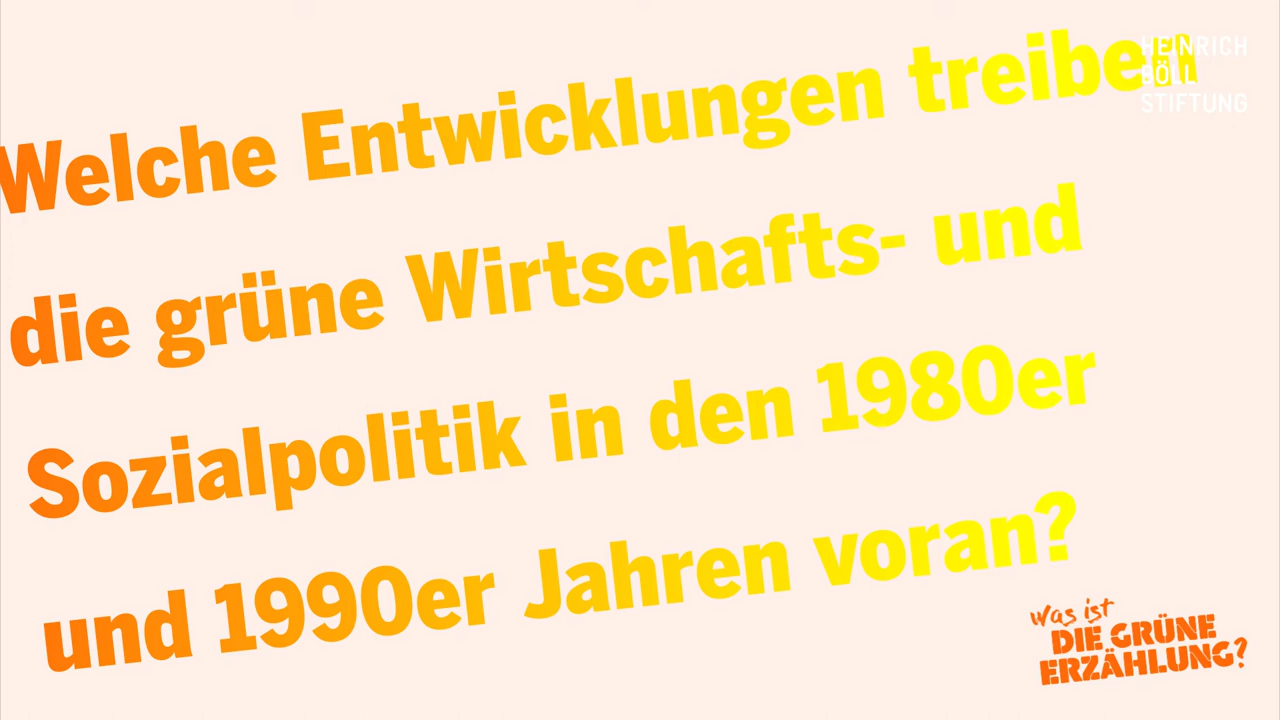 Welche Entwicklungen treiben
die grüne Wirtschafts- und
Sozialpolitik in den 1980er
und 1990er Jahren voran?
HEINRICH
BÖLL
STIFTUNG
Was ist
DIE GRÜNE
ERZÄHLUNG?